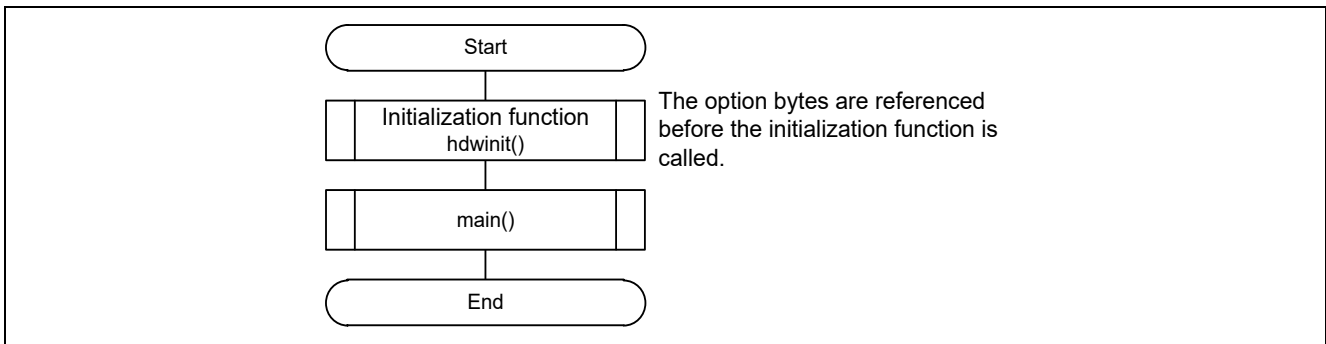 Start
Initialization function
hdwinit()
The option bytes are referenced
before the initialization function is
called.
main()
End